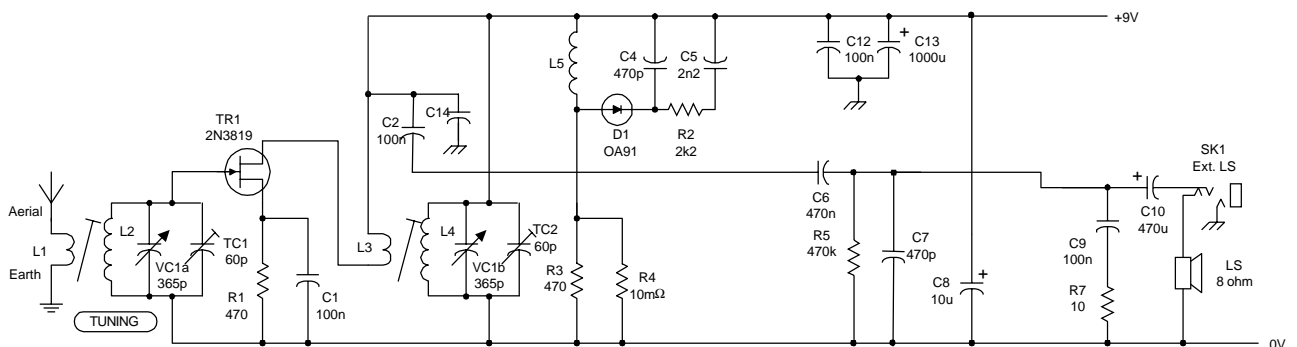 +9V
C12
100n
C13
1000u
+
L5
C4
470p
C5
2n2
TR1
2N3819
C2
100n
C14
D1
OA91
R2
2k2
SK1
Ext. LS
Aerial
L1
Earth
L2
VC1a
365p
TC1
60p
R1
470
C1
100n
L3
L4
VC1b
365p
TC2
60p
R3
470
R4
10mΩ
C6
470n
R5
470k
C7
470p
C8
10u
+
C9
100n
R7
10
+
C10
470u
LS
8 ohm
TUNING
0V